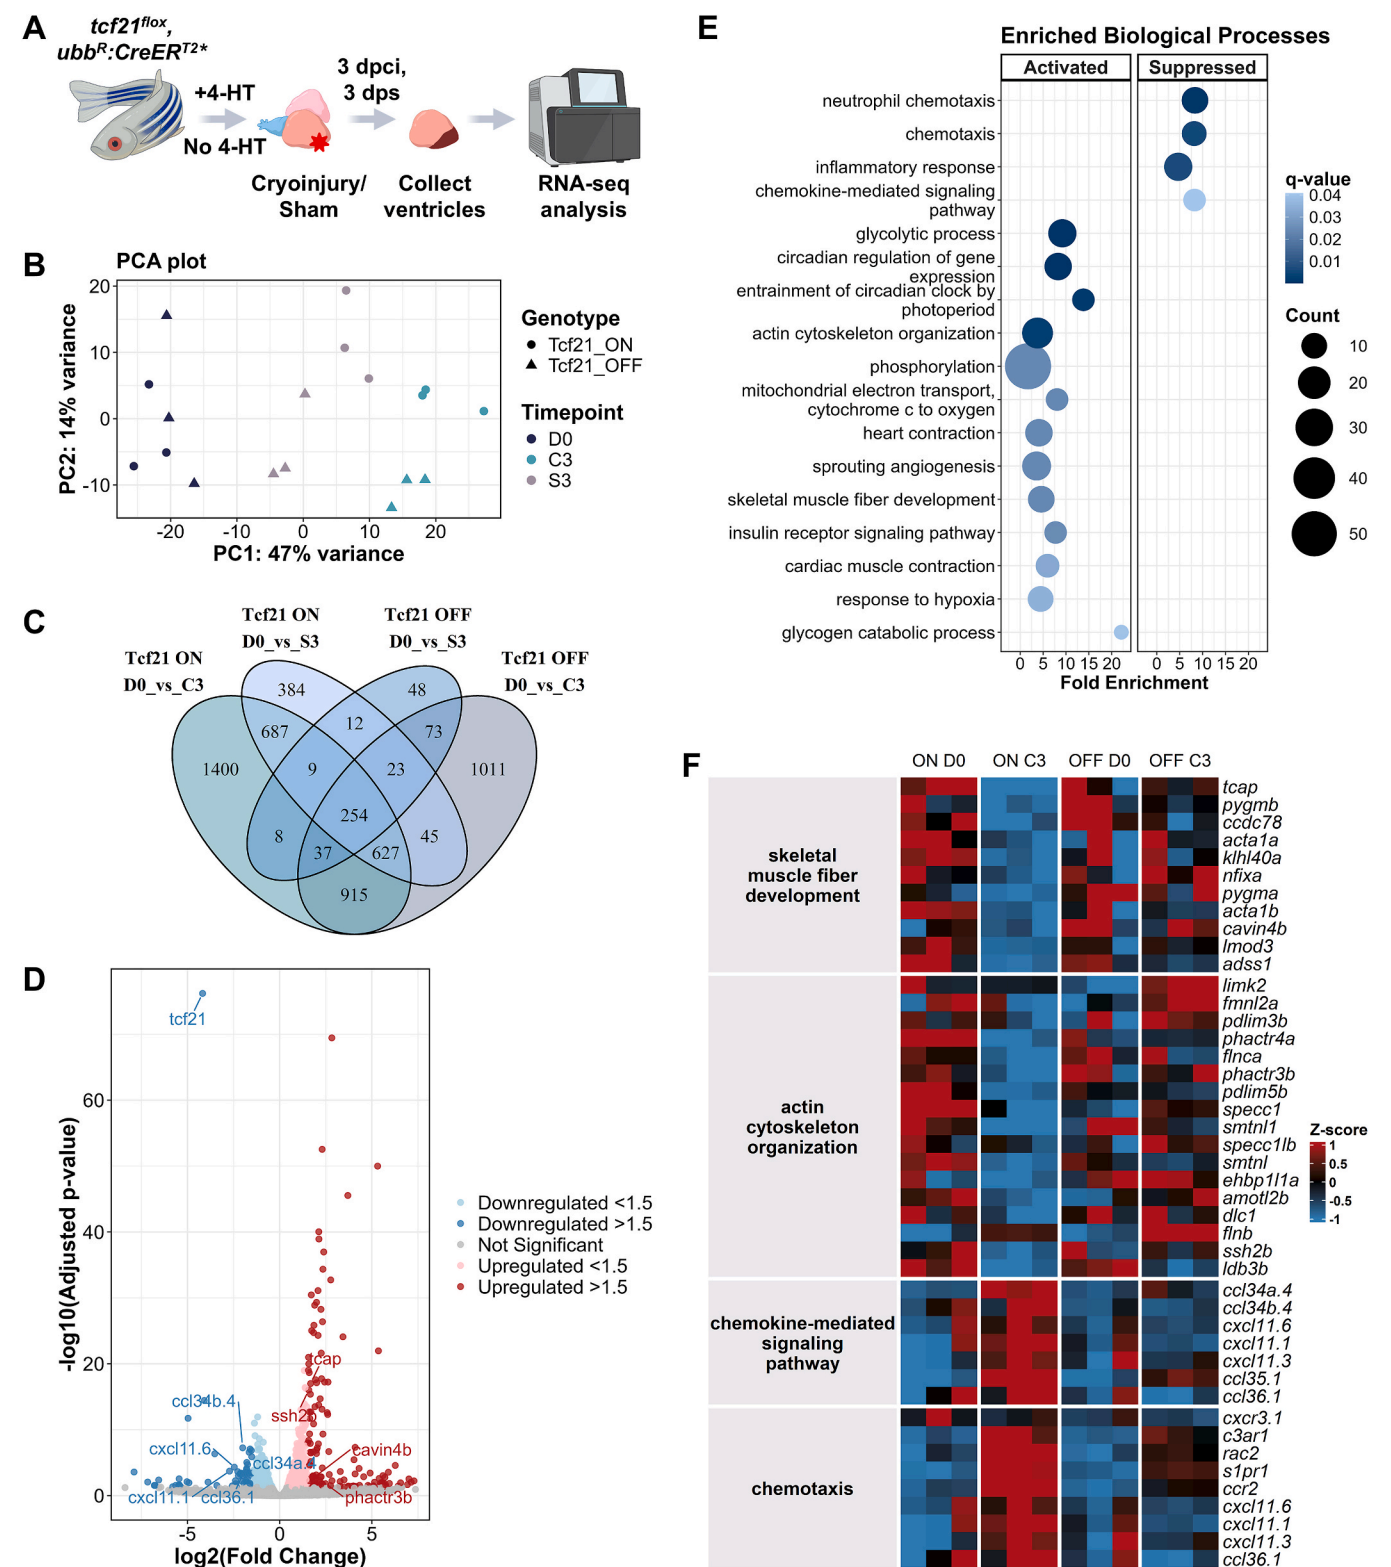 A
tcf21flox,
ubbR:CreERT2*
+4-HT
No 4-HT
3 dpci,
3 dps
Cryoinjury/
Sham
Collect
ventricles
RNA-seq
analysis
B
PCA plot
20
10
0
-10
-20
-10
0
10
20
PC2: 14% variance
PC1: 47% variance
Genotype
Tcf21_ON
Tcf21_OFF
Timepoint
D0
C3
S3
C
Tcf21 ON
D0_vs_C3
Tcf21 ON
D0_vs_S3
Tcf21 OFF
D0_vs_S3
Tcf21 OFF
D0_vs_C3
384
48
687
12
73
1400
9
23
1011
254
8
37
627
45
915
D
tcf21
60
40
20
0
-5
0
5
-log10(Adjusted p-value)
log2(Fold Change)
tcap
ccl34b.4
ssh2b
cxcl11.6
ccl34a.4
cavin4b
cxcl11.1
ccl36.1
phactr3b
Downregulated <1.5
Downregulated >1.5
Not Significant
Upregulated <1.5
Upregulated >1.5
E
Enriched Biological Processes
Activated
Suppressed
neutrophil chemotaxis
chemotaxis
inflammatory response
chemokine-mediated signaling
pathway
glycolytic process
circadian regulation of gene
expression
entrainment of circadian clock by
photoperiod
actin cytoskeleton organization
phosphorylation
mitochondrial electron transport,
cytochrome c to oxygen
heart contraction
sprouting angiogenesis
skeletal muscle fiber development
insulin receptor signaling pathway
cardiac muscle contraction
response to hypoxia
glycogen catabolic process
0 5 10 15 20
0 5 10 15 20
Fold Enrichment
q-value
0.04
0.03
0.02
0.01
Count
10
20
30
40
50
F
ON D0
ON C3
OFF D0
OFF C3
skeletal
muscle fiber
development
tcap
pygmb
ccdc78
acta1a
klhl40a
nfixa
pygma
acta1b
cavin4b
lmod3
adss1
actin
cytoskeleton
organization
limk2
fmnl2a
pdlim3b
phactr4a
flnca
phactr3b
pdlim5b
specc1
smtnl1
specc1lb
smtnl
ehbp1l1a
amotl2b
dlc1
flnb
ssh2b
ldb3b
chemokine-mediated
signaling
pathway
ccl34a.4
ccl34b.4
cxcl11.6
cxcl11.1
cxcl11.3
ccl35.1
ccl36.1
chemotaxis
cxcr3.1
c3ar1
rac2
s1pr1
ccr2
cxcl11.6
cxcl11.1
cxcl11.3
ccl36.1
Z-score
1
0.5
0
-0.5
-1